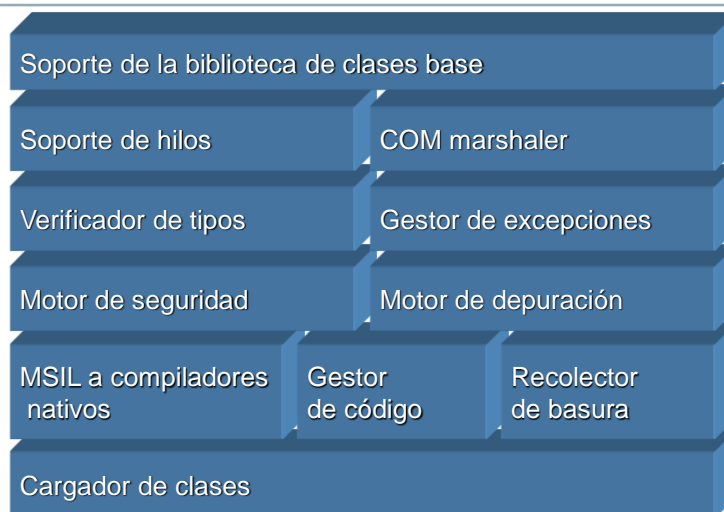 Soporte de la biblioteca de clases base
Soporte de hilos
COM marshaler
Verificador de tipos
Gestor de excepciones
Motor de seguridad
Motor de depuración
MSIL a compiladores
nativos
Gestor
de código
Recolector
de basura
Cargador de clases